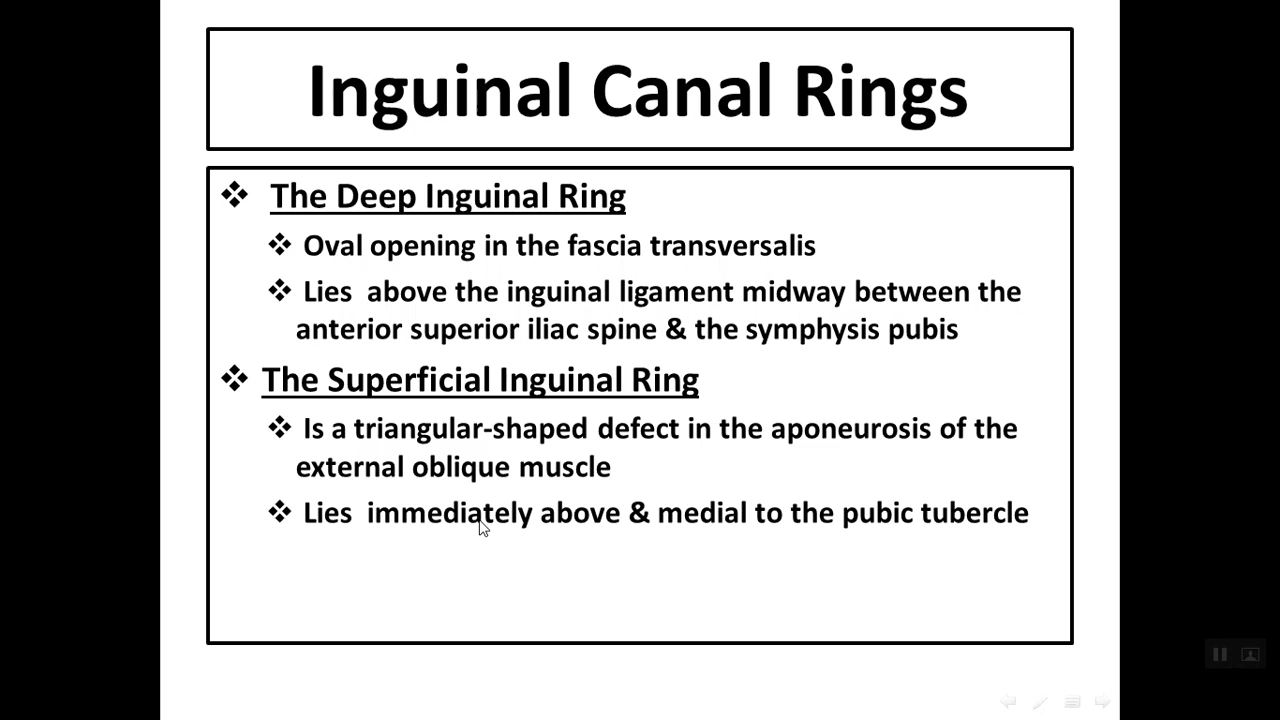 Inguinal Canal Rings
❖ The Deep Inguinal Ring
❖ Oval opening in the fascia transversalis
❖ Lies above the inguinal ligament midway between the
anterior superior iliac spine & the symphysis pubis
❖ The Superficial Inguinal Ring
❖ Is a triangular-shaped defect in the aponeurosis of the
external oblique muscle
❖ Lies immediately above & medial to the pubic tubercle